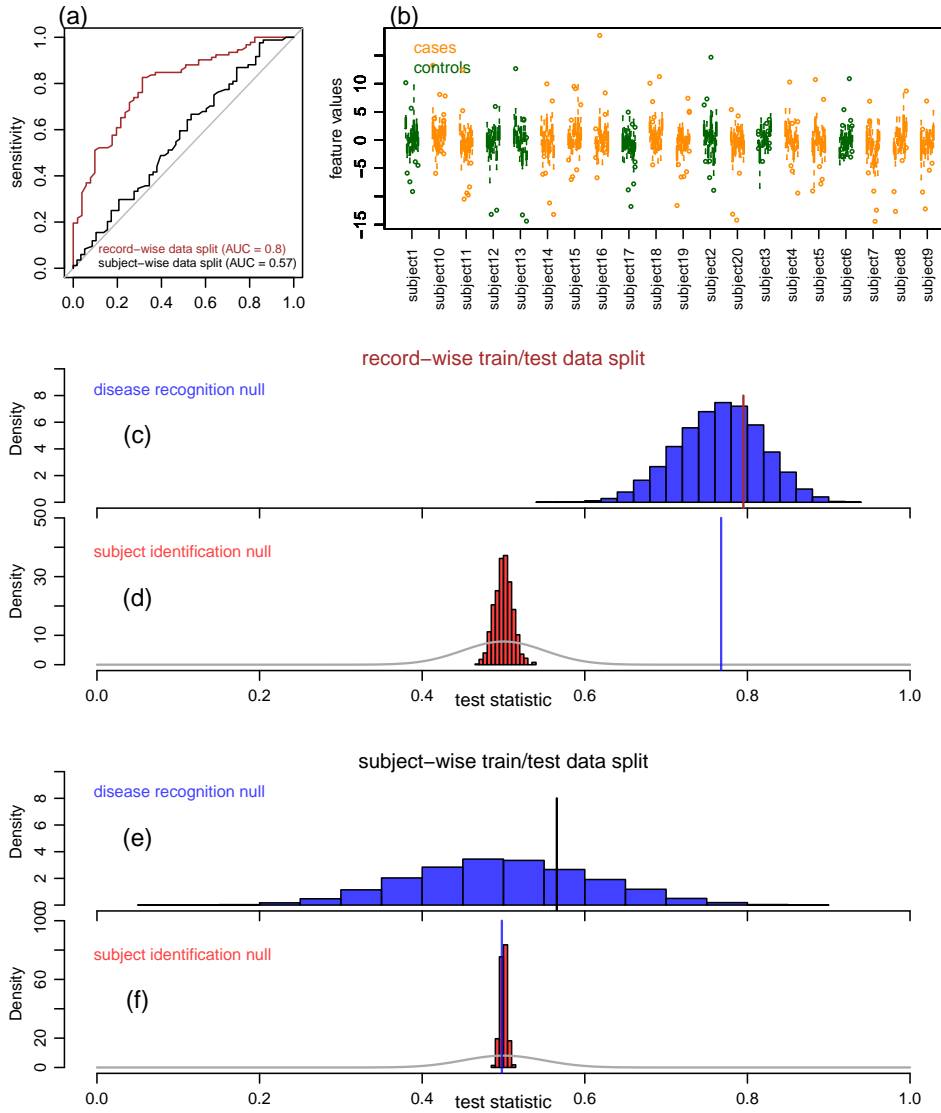 (a)
sensitivity
0.0 0.2 0.4 0.6 0.8 1.0
record−wise data split (AUC = 0.8)
subject−wise data split (AUC = 0.57)
0.0 0.2 0.4 0.6 0.8 1.0
(b)
cases
controls
feature values
−15 −5 0 5 10
subject1 subject10 subject11 subject12 subject13 subject14 subject15 subject16 subject17 subject18 subject19 subject2 subject20 subject3 subject4 subject5 subject6 subject7 subject8 subject9
record−wise train/test data split
disease recognition null
(c)
Density
0 2 4 6 8
subject identification null
(d)
Density
0 10 30 50
0.0 0.2 0.4 0.6 0.8 1.0
test statistic
subject−wise train/test data split
disease recognition null
(e)
Density
0 2 4 6 8
subject identification null
(f)
Density
0 20 60 100
0.0 0.2 0.4 0.6 0.8 1.0
test statistic